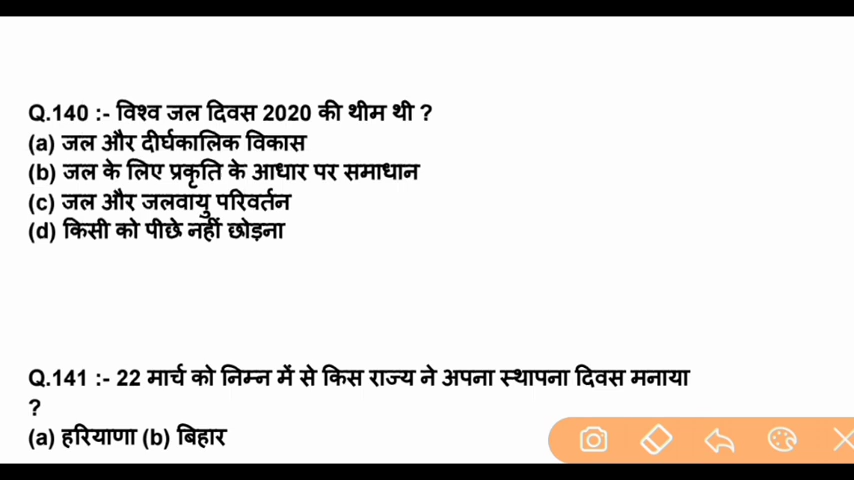 Q.140 :- विश्व जल दिवस 2020 की थीम थी ?
(a) जल और दीर्घकालिक विकास
(b) जल के लिए प्रकृति के आधार पर समाधान
(c) जल और जलवायु परिवर्तन
(d) किसी को पीछे नहीं छोड़ना
Q.141 :- 22 मार्च को निम्न में से किस राज्य ने अपना स्थापना दिवस मनाया
?
(a) हरियाणा (b) बिहार